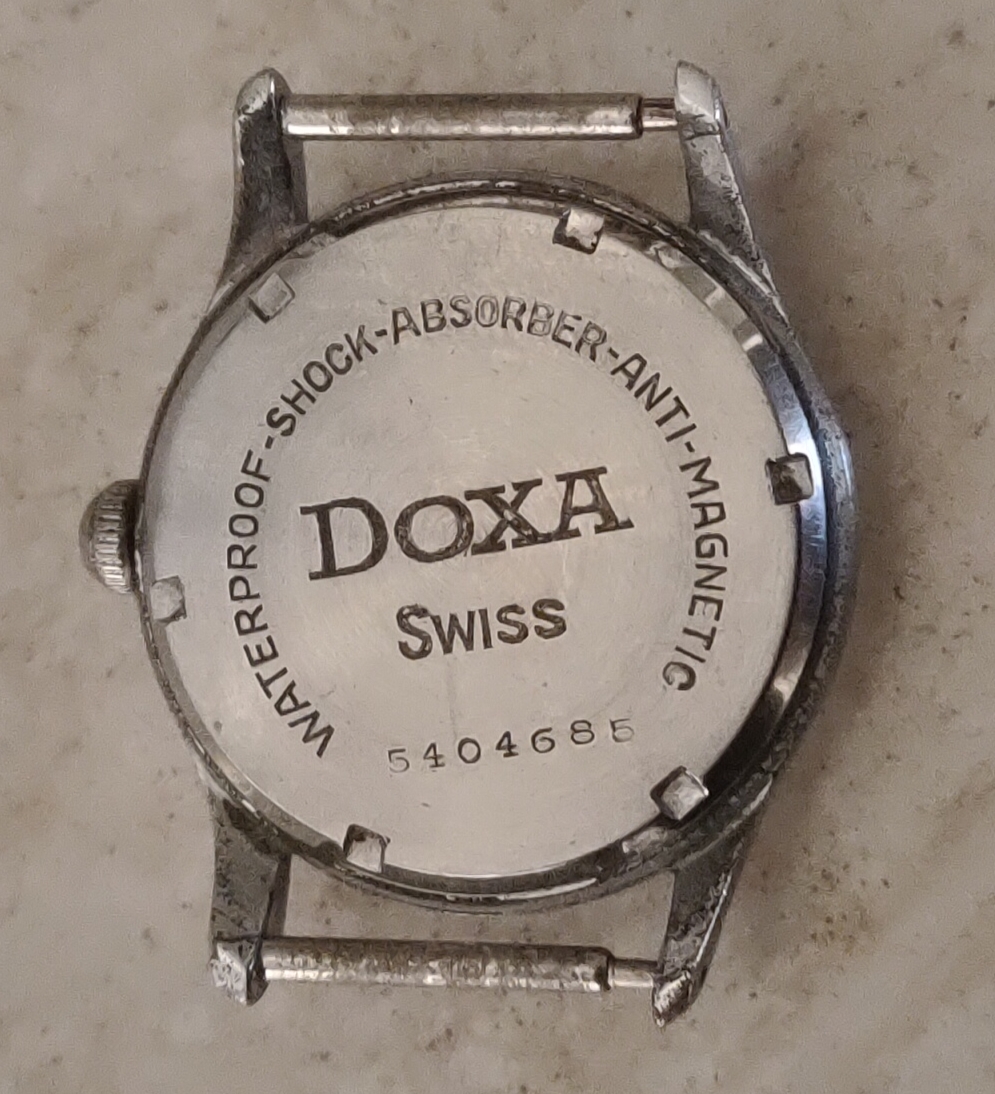 WATERPROOF-SHOCK-ABSORBER-ANTI-MAGNETIC
DOXA
SWISS
5404685